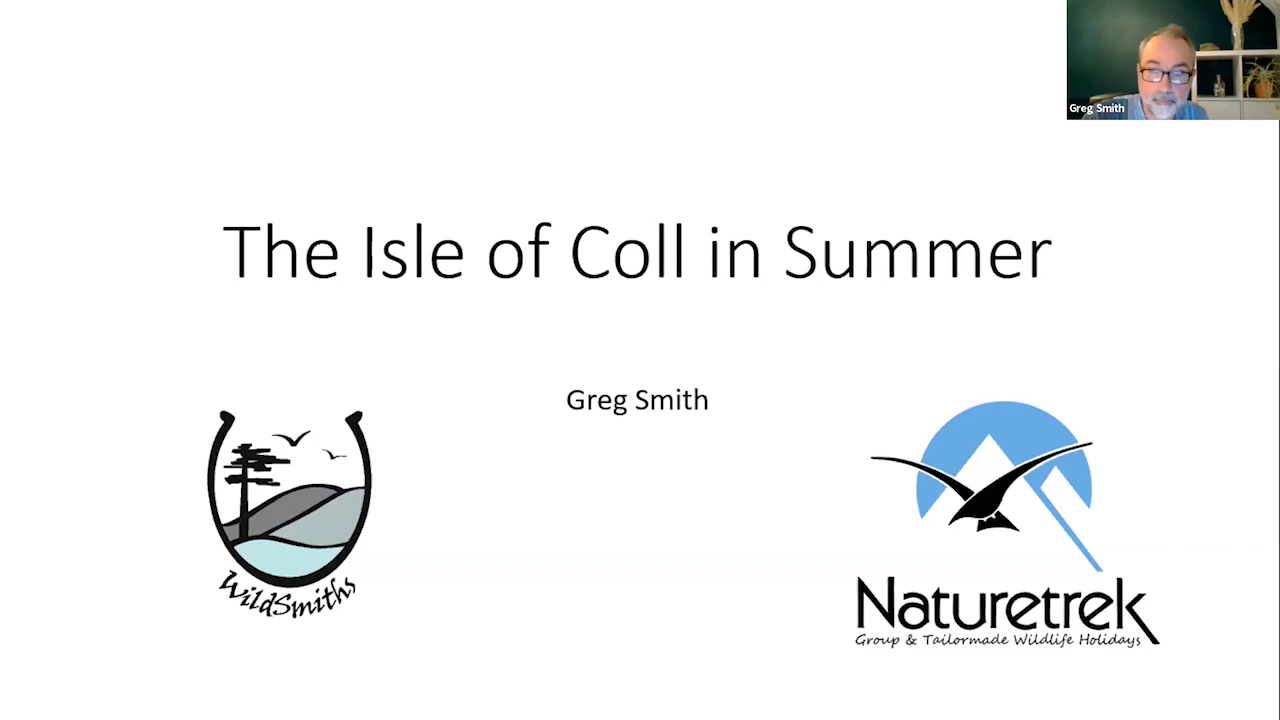 Greg Smith
The Isle of Coll in Summer
Greg Smith
WildSmiths
Naturetrek
Group & Tailormade Wildlife Holidays